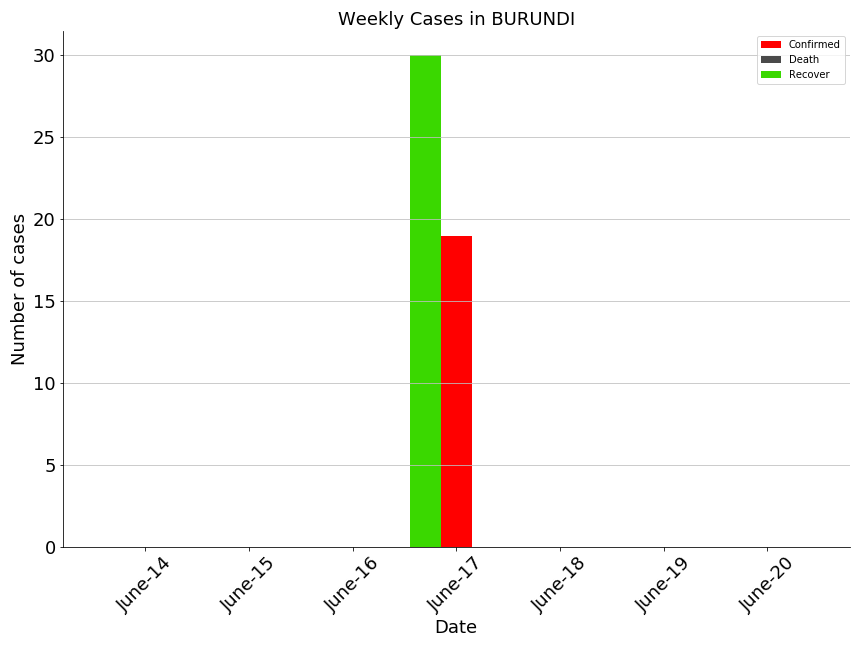 Weekly Cases in BURUNDI
Confirmed
Death
Recover
30
25
20
15
10
5
0
Number of cases
June-14
June-15
June-16
June-17
June-18
June-19
June-20
Date